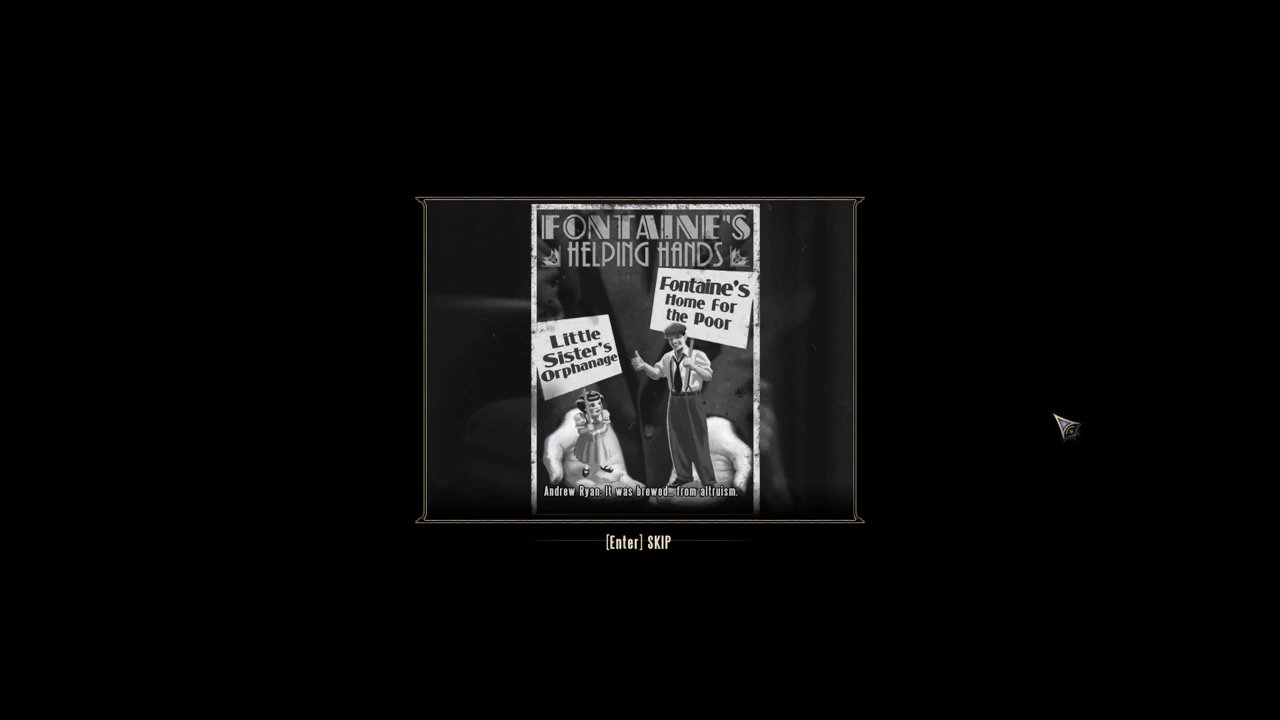 FONTAINE'S
HELPING HANDS
Fontaine's
Home For
the Poor
Little
Sister's
Orphanage
Andrew Ryan. It was brewed... from altruism.
[Enter] SKIP